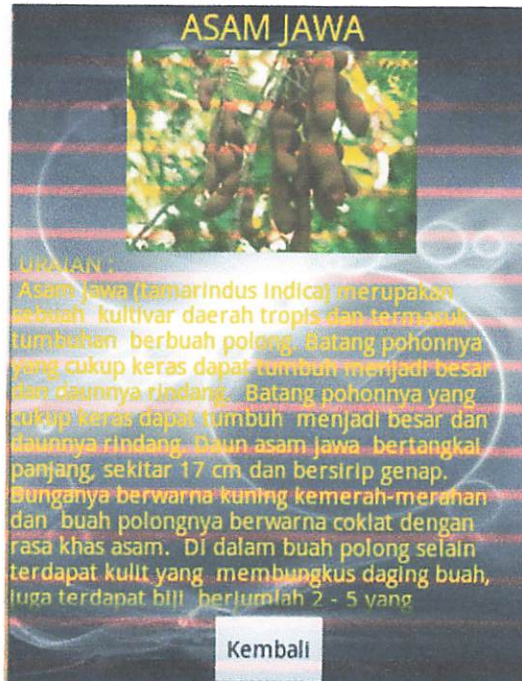 ASAM JAWA
URAIAN :
Asam jawa (tamarindus indica) merupakan
sebuah kultivar daerah tropis dan termasuk
tumbuhan berbuah polong. Batang pohonnya
yang cukup keras dapat tumbuh menjadi besar
dan daunnya rindang. Batang pohonnya yang
cukup keras dapat tumbuh menjadi besar dan
daunnya rindang. Daun asam jawa bertangkai
panjang, sekitar 17 cm dan bersirip genap.
Bunganya berwarna kuning kemerah-merahan
dan buah polongnya berwarna coklat dengan
rasa khas asam. Di dalam buah polong selain
terdapat kulit yang membungkus daging buah,
juga terdapat biji berjumlah 2 - 5 yang
Kembali